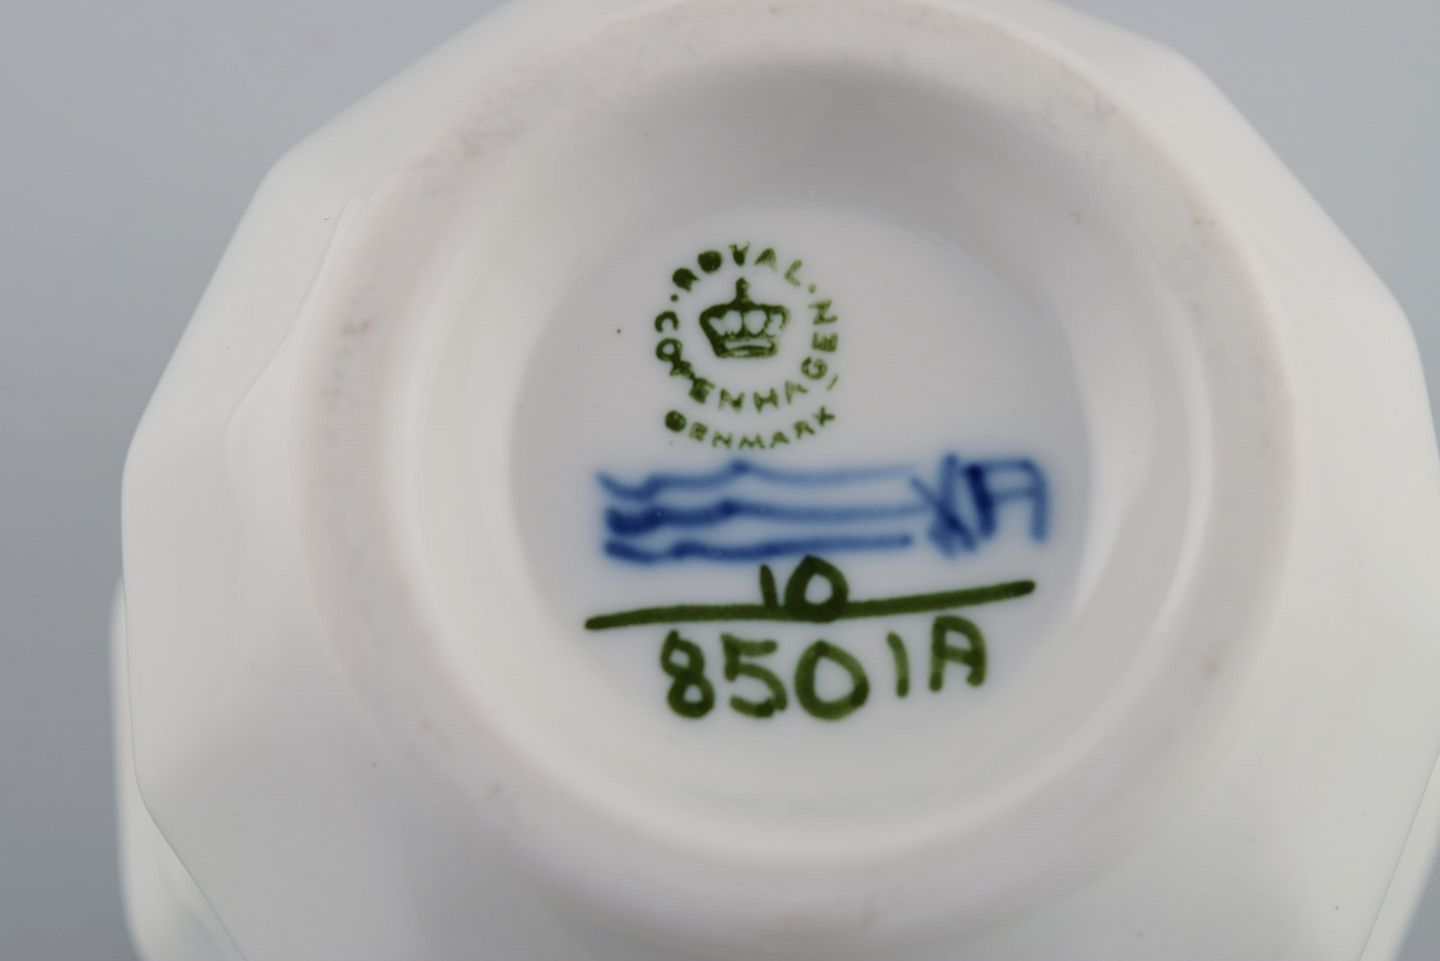 ROYAL
COPENHAGEN
DENMARK
10
8501A